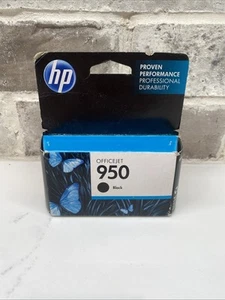 hp
PROVEN
PERFORMANCE
PROFESSIONAL
DURABILITY
OFFICEJET
950
Black